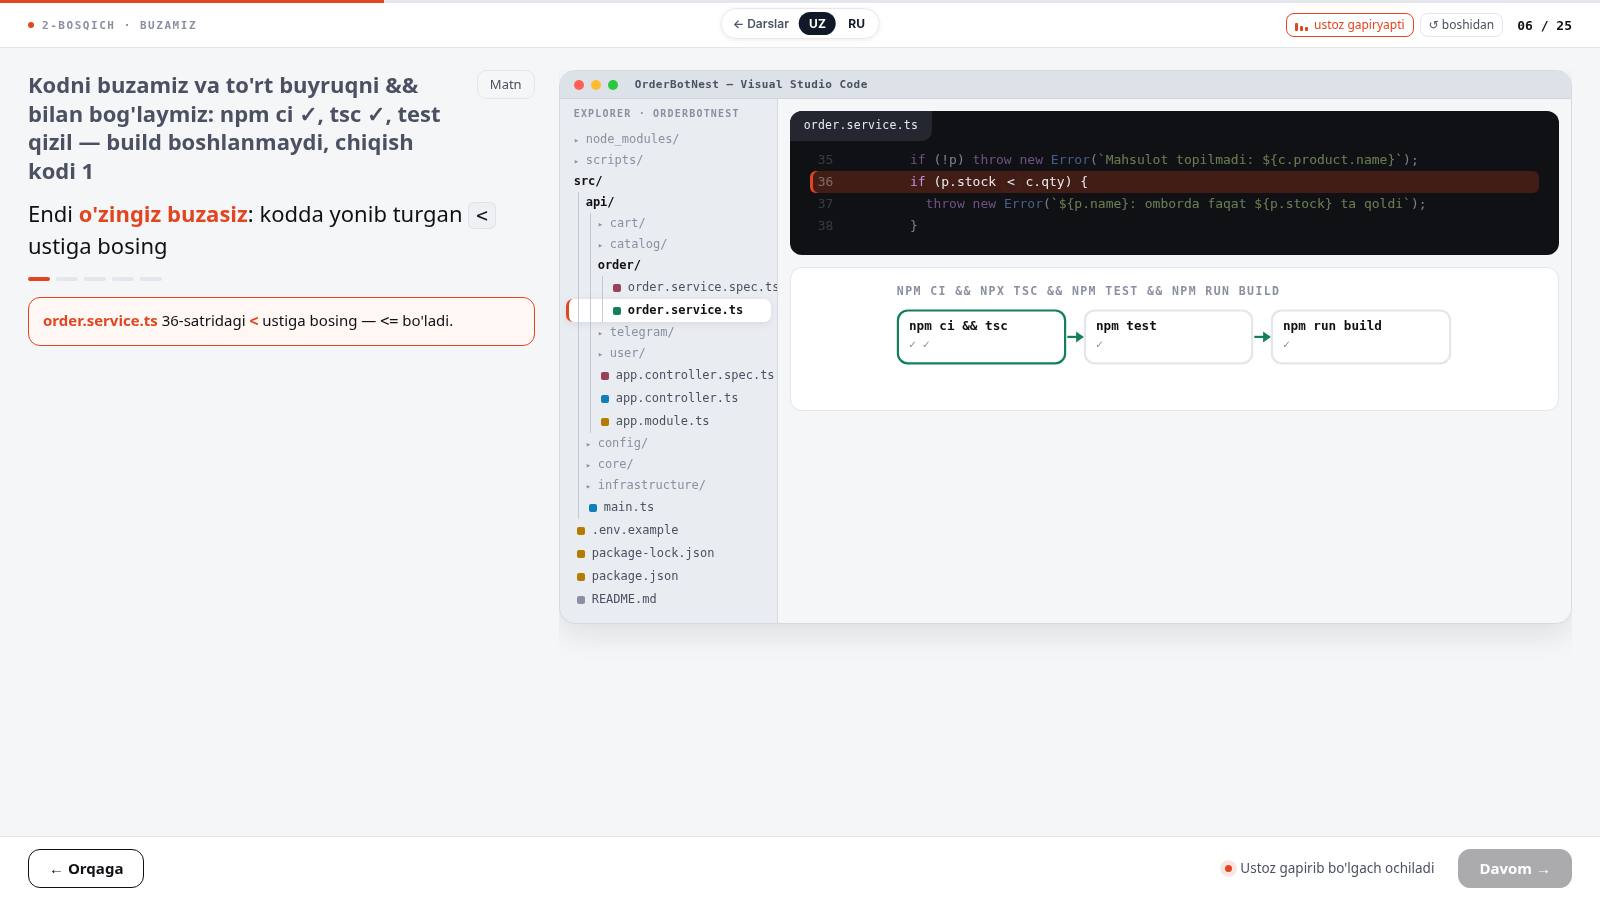 2-BOSQICH · BUZAMIZ
← Darslar UZ RU
ustoz gapiryapti ↺ boshidan 06 / 25
Kodni buzamiz va to'rt buyruqni &&
bilan bog'laymiz: npm ci ✓, tsc ✓, test
qizil — build boshlanmaydi, chiqish
kodi 1
Matn
Endi o'zingiz buzasiz: kodda yonib turgan <
ustiga bosing
order.service.ts 36-satridagi < ustiga bosing — <= bo'ladi.
OrderBotNest — Visual Studio Code
EXPLORER · ORDERBOTNEST
▸ node_modules/
▸ scripts/
src/
api/
▸ cart/
▸ catalog/
order/
order.service.spec.ts
order.service.ts
▸ telegram/
▸ user/
app.controller.spec.ts
app.controller.ts
app.module.ts
▸ config/
▸ core/
▸ infrastructure/
main.ts
.env.example
package-lock.json
package.json
README.md
order.service.ts
35 if (!p) throw new Error(`Mahsulot topilmadi: ${c.product.name}`);
36 if (p.stock < c.qty) {
37 throw new Error(`${p.name}: omborda faqat ${p.stock} ta qoldi`);
38 }
NPM CI && NPX TSC && NPM TEST && NPM RUN BUILD
npm ci && tsc
✓ ✓
npm test
✓
npm run build
✓
← Orqaga
Ustoz gapirib bo'lgach ochiladi
Davom →